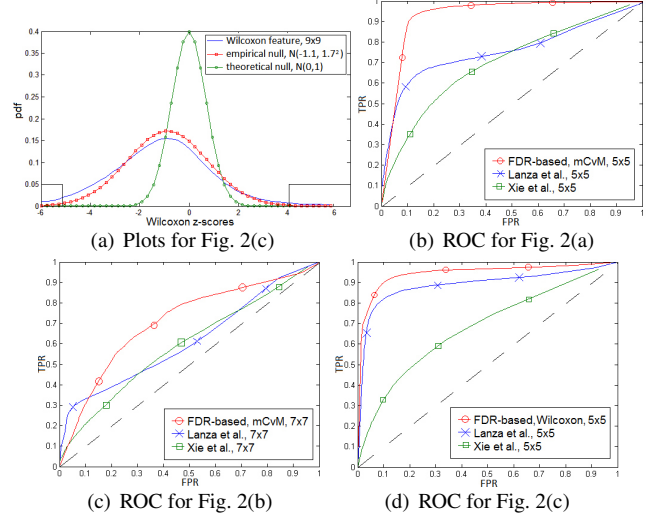 0.4
0.35
0.3
0.25
0.2
0.15
0.1
0.05
0
pdf
-6 -4 -2 0 2 4 6
Wilcoxon z-scores
Wilcoxon feature, 9x9
empirical null, N(-1.1, 1.7²)
theoretical null, N(0,1)
(a) Plots for Fig. 2(c)
1
0.9
0.8
0.7
0.6
0.5
0.4
0.3
0.2
0.1
0
TPR
0 0.1 0.2 0.3 0.4 0.5 0.6 0.7 0.8 0.9 1
FPR
FDR-based, mCvM, 5x5
Lanza et al., 5x5
Xie et al., 5x5
(b) ROC for Fig. 2(a)
1
0.9
0.8
0.7
0.6
0.5
0.4
0.3
0.2
0.1
0
TPR
0 0.1 0.2 0.3 0.4 0.5 0.6 0.7 0.8 0.9 1
FPR
FDR-based, mCvM, 7x7
Lanza et al., 7x7
Xie et al., 7x7
(c) ROC for Fig. 2(b)
1
0.9
0.8
0.7
0.6
0.5
0.4
0.3
0.2
0.1
0
TPR
0 0.1 0.2 0.3 0.4 0.5 0.6 0.7 0.8 0.9 1
FPR
FDR-based,Wilcoxon, 5x5
Lanza et al., 5x5
Xie et al., 5x5
(d) ROC for Fig. 2(c)